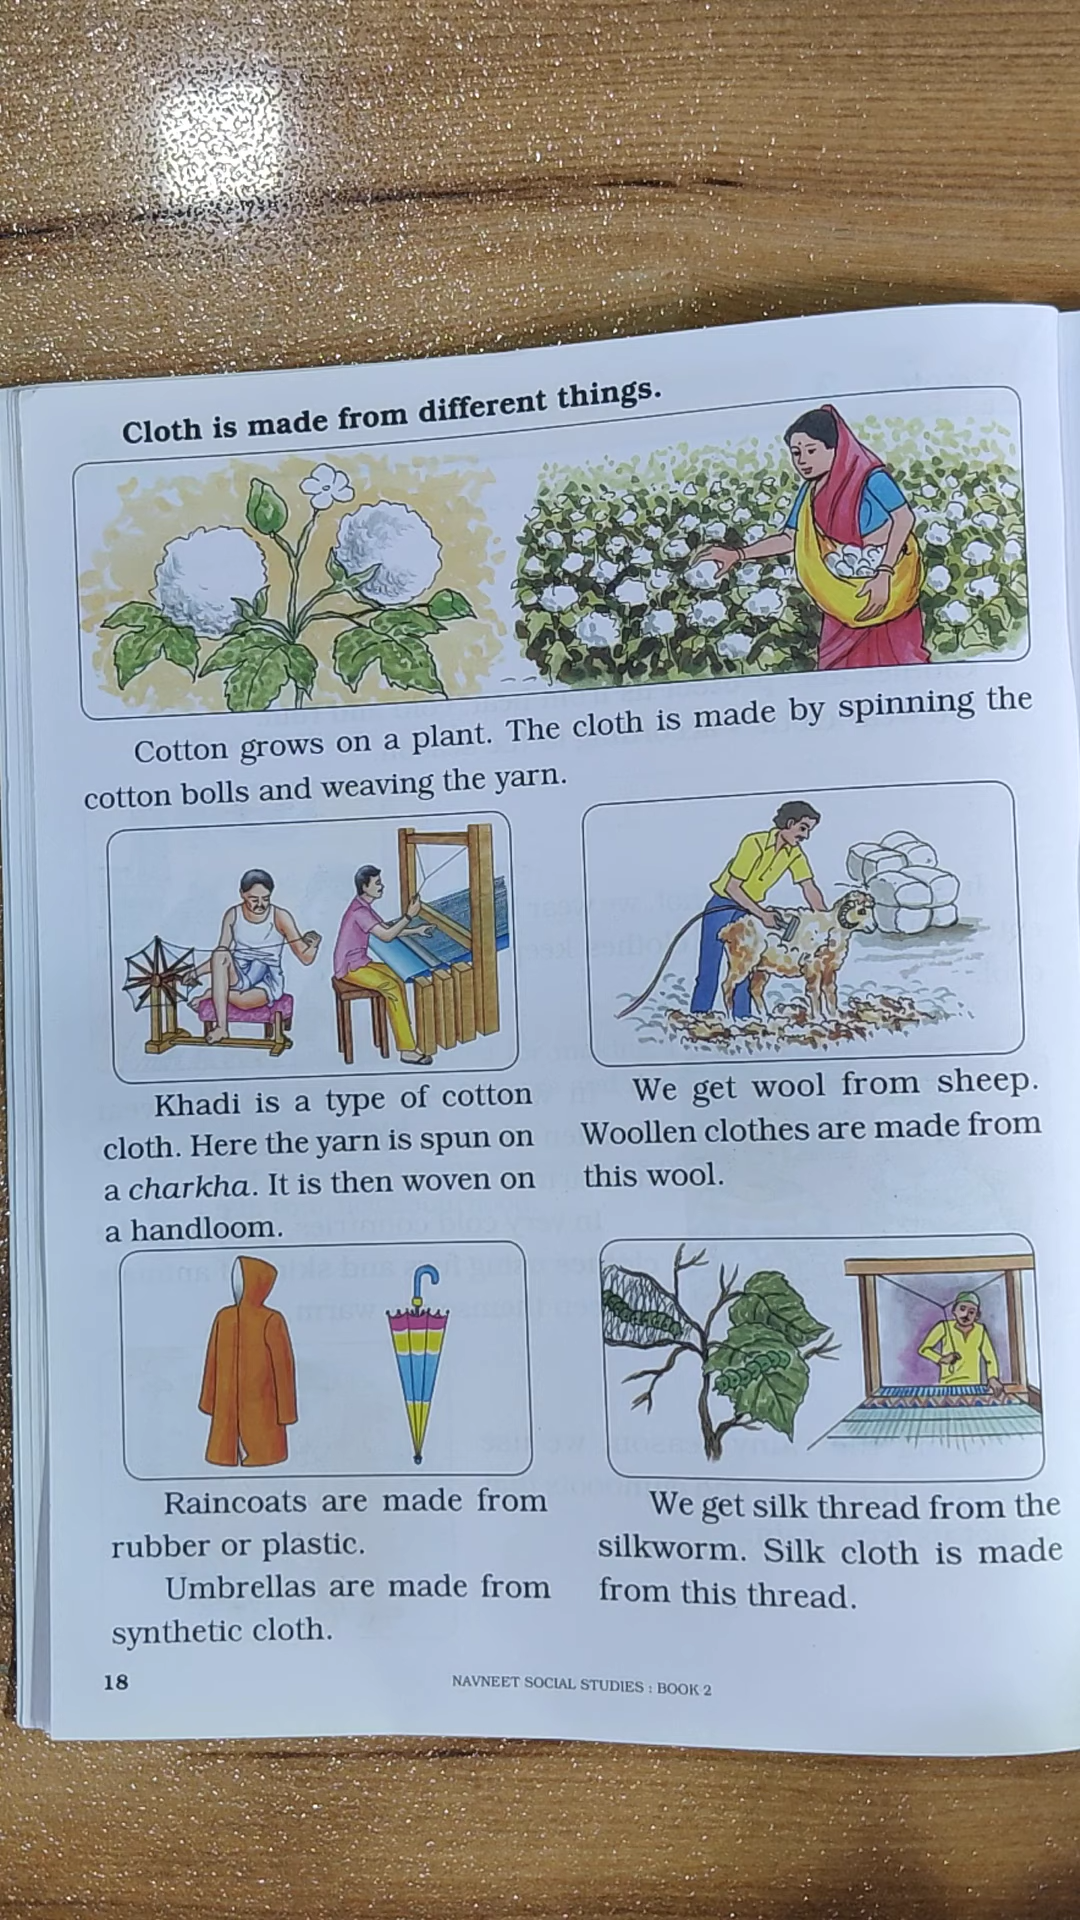 Cloth is made from different things.
Cotton grows on a plant. The cloth is made by spinning the
cotton bolls and weaving the yarn.
Khadi is a type of cotton
cloth. Here the yarn is spun on
a charkha. It is then woven on
a handloom.
We get wool from sheep.
Woollen clothes are made from
this wool.
Raincoats are made from
rubber or plastic.
Umbrellas are made from
synthetic cloth.
We get silk thread from the
silkworm. Silk cloth is made
from this thread.
18
NAVNEET SOCIAL STUDIES : BOOK 2